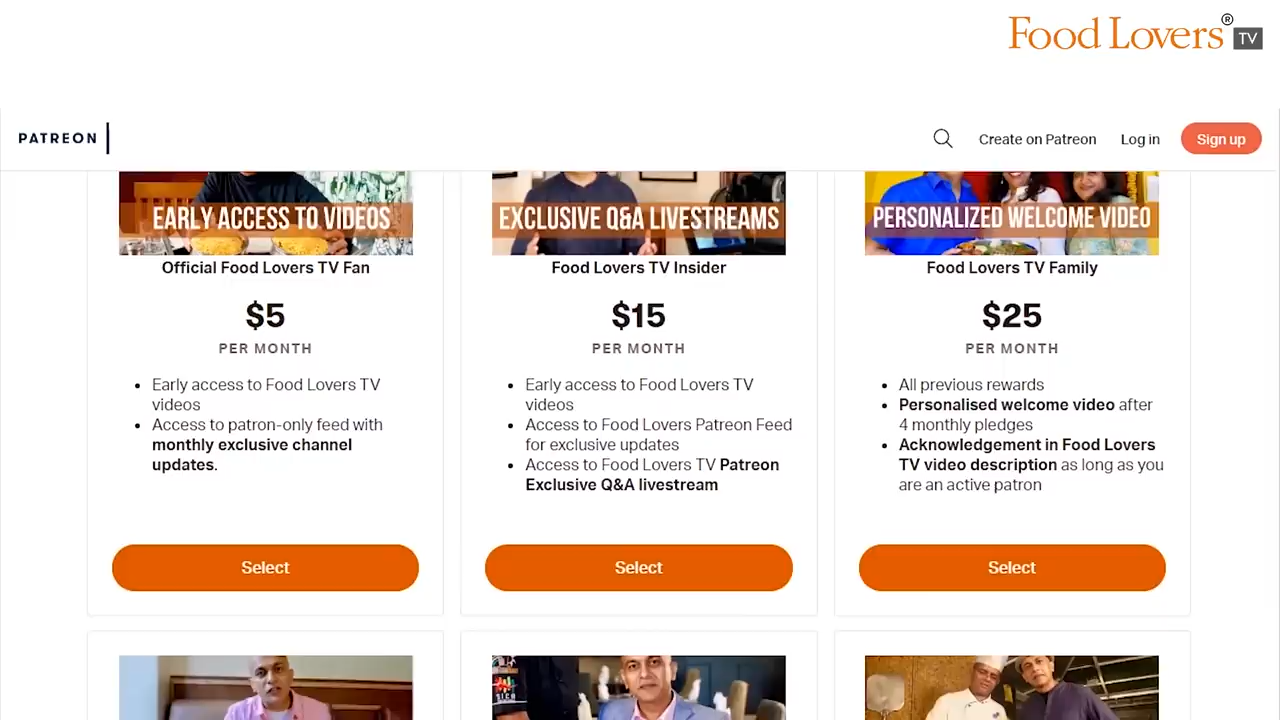 Food Lovers® TV
PATREON
Create on Patreon
Log in
Sign up
EARLY ACCESS TO VIDEOS
Official Food Lovers TV Fan
$5
PER MONTH
• Early access to Food Lovers TV
videos
• Access to patron-only feed with
monthly exclusive channel
updates.
Select
EXCLUSIVE Q&A LIVESTREAMS
Food Lovers TV Insider
$15
PER MONTH
• Early access to Food Lovers TV
videos
• Access to Food Lovers Patreon Feed
for exclusive updates
• Access to Food Lovers TV Patreon
Exclusive Q&A livestream
Select
PERSONALIZED WELCOME VIDEO
Food Lovers TV Family
$25
PER MONTH
• All previous rewards
• Personalised welcome video after
4 monthly pledges
• Acknowledgement in Food Lovers
TV video description as long as you
are an active patron
Select